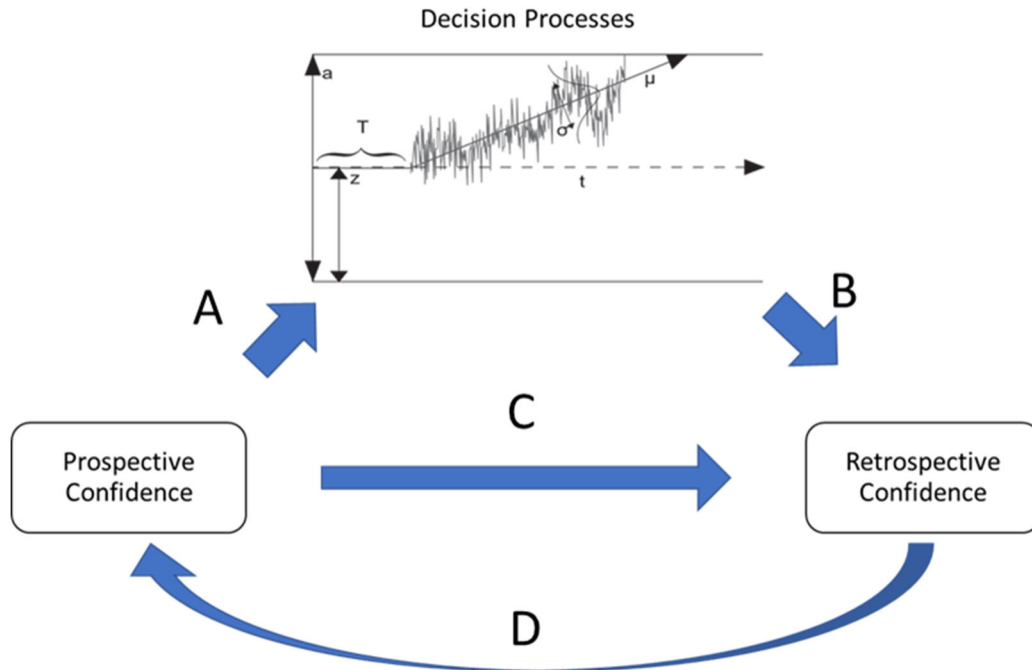 Decision Processes
a
μ
T
σ
z
t
A
B
C
Prospective
Confidence
Retrospective
Confidence
D